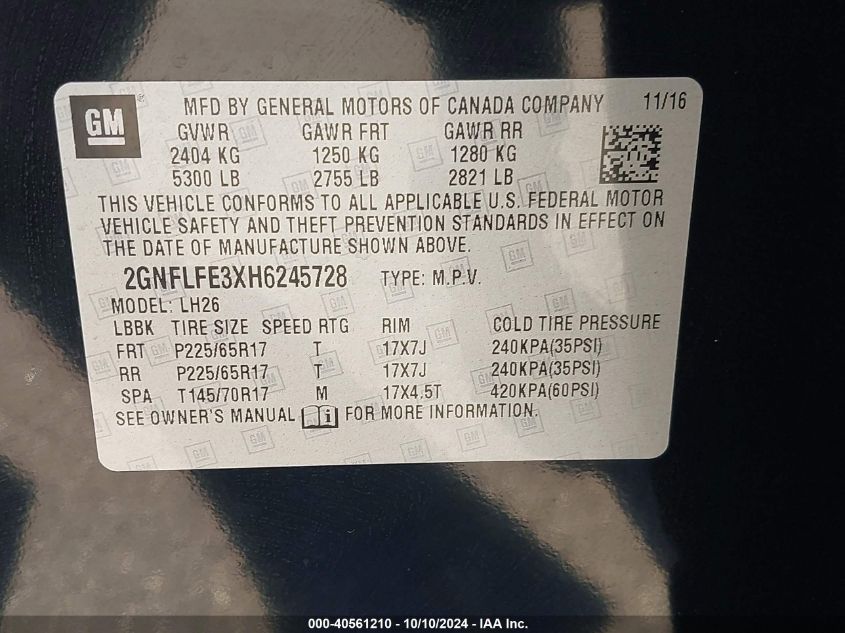 GM ® MFD BY GENERAL MOTORS OF CANADA COMPANY 11/16
GVWR GAWR FRT GAWR RR
2404 KG 1250 KG 1280 KG
5300 LB 2755 LB 2821 LB
THIS VEHICLE CONFORMS TO ALL APPLICABLE U.S. FEDERAL MOTOR
VEHICLE SAFETY AND THEFT PREVENTION STANDARDS IN EFFECT ON
THE DATE OF MANUFACTURE SHOWN ABOVE.
2GNFLFE3XH6245728 TYPE: M.P.V.
MODEL: LH26
LBBK TIRE SIZE SPEED RTG RIM COLD TIRE PRESSURE
FRT P225/65R17 T 17X7J 240KPA(35PSI)
RR P225/65R17 T 17X7J 240KPA(35PSI)
SPA T145/70R17 M 17X4.5T 420KPA(60PSI)
SEE OWNER'S MANUAL i FOR MORE INFORMATION.
000-40561210 - 10/10/2024 - IAA Inc.